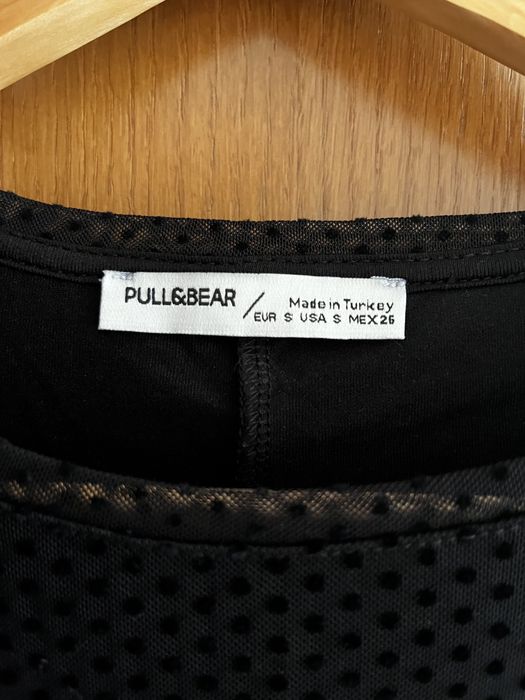 PULL&BEAR / Made in Turkey
EUR S USA S MEX 26